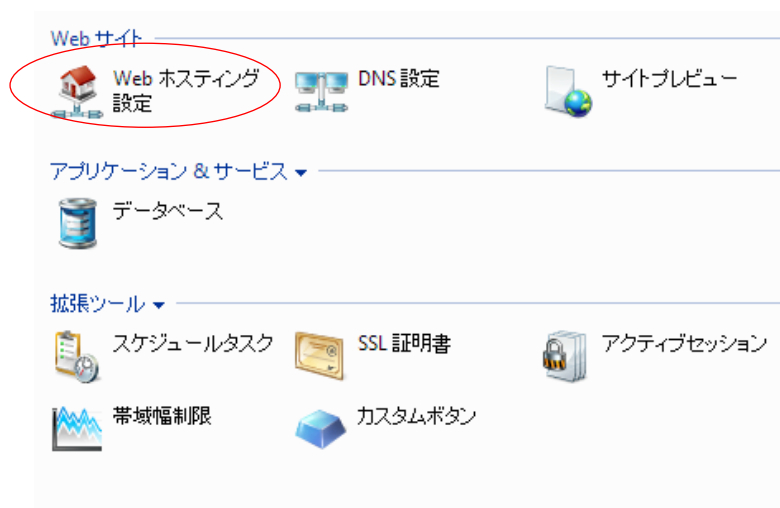 Web サイト
Web ホスティング
設定
DNS 設定
サイトプレビュー
アプリケーション & サービス
データベース
拡張ツール
スケジュールタスク
SSL 証明書
アクティブセッション
帯域幅制限
カスタムボタン